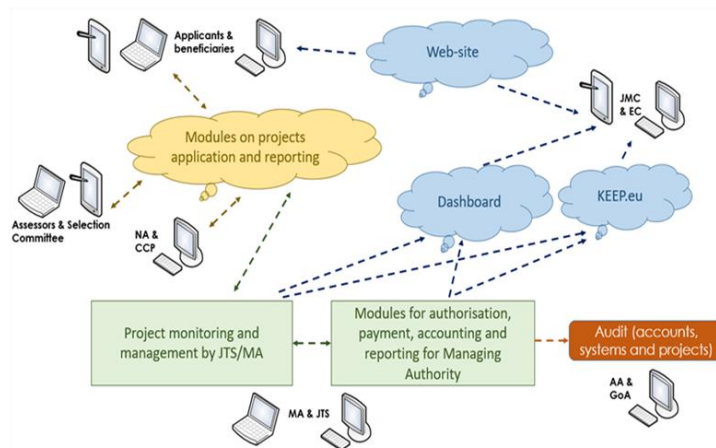 Applicants &
beneficiaries
Web-site
JMC
& EC
Modules on projects
application and reporting
Dashboard
KEEP.eu
Assessors & Selection
Committee
NA &
CCP
Project monitoring and
management by JTS/MA
Modules for authorisation,
payment, accounting and
reporting for Managing
Authority
Audit (accounts,
systems and projects)
MA & JTS
AA &
GoA